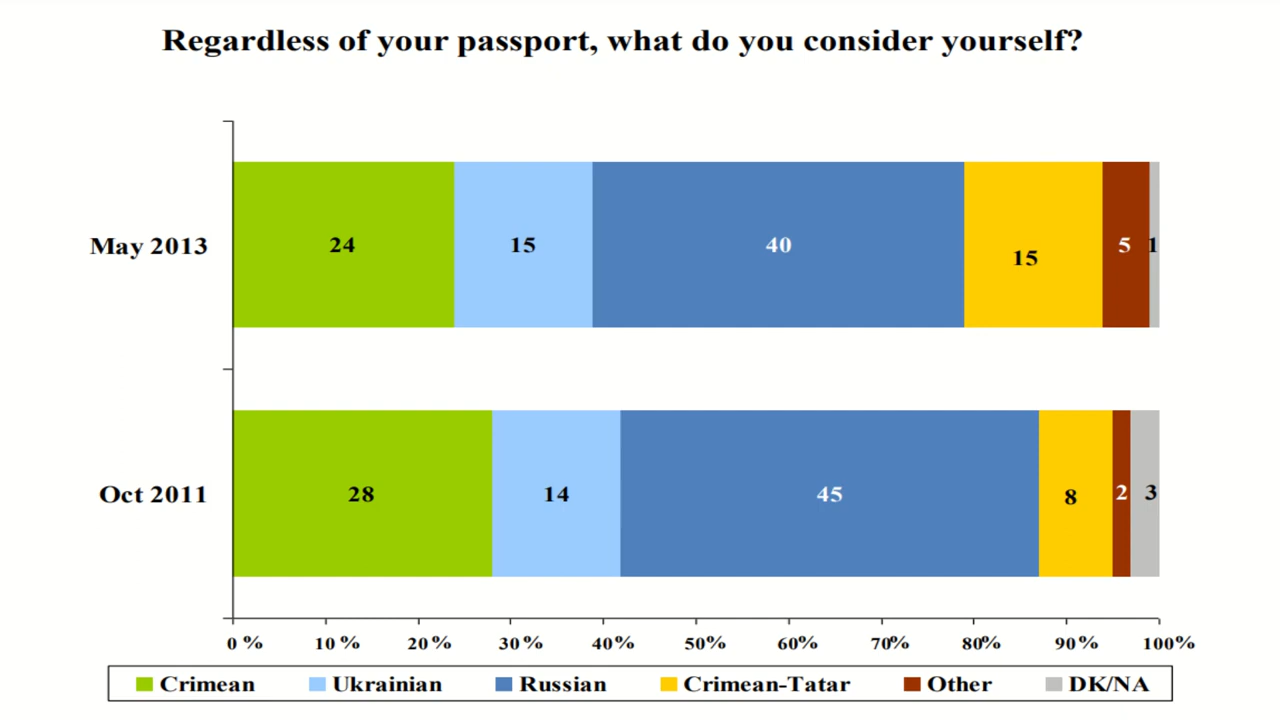 Regardless of your passport, what do you consider yourself?
May 2013
24 15 40 15 5 1
Oct 2011
28 14 45 8 2 3
0% 10% 20% 30% 40% 50% 60% 70% 80% 90% 100%
Crimean Ukrainian Russian Crimean-Tatar Other DK/NA